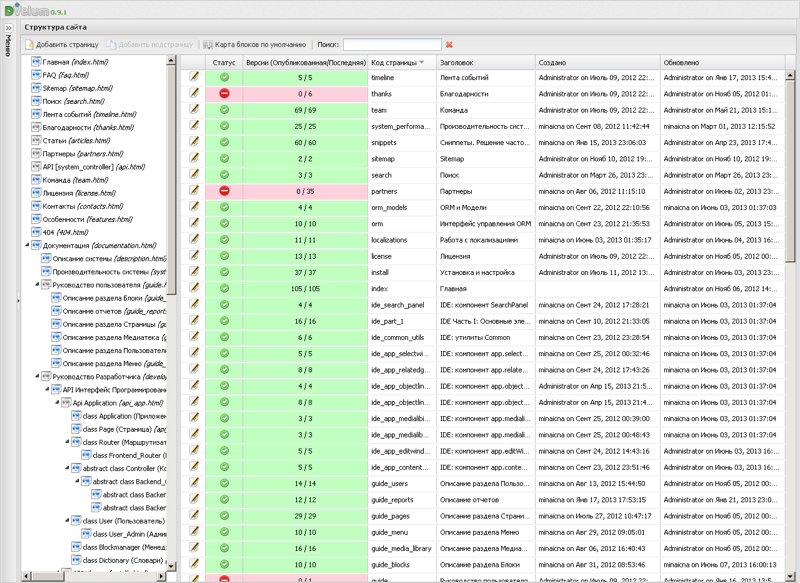 Dvelum 0.9.1
Меню
Структура сайта
Добавить страницу Добавить подстраницу Карта блоков по умолчанию Поиск:
Главная (index.html)
FAQ (faq.html)
Sitemap (sitemap.html)
Поиск (search.html)
Лента событий (timeline.html)
Благодарности (thanks.html)
Статьи (articles.html)
Партнеры (partners.html)
API [system_controller] (api.html)
Команда (team.html)
Лицензия (license.html)
Контакты (contacts.html)
Особенности (features.html)
404 (404.html)
Документация (documentation.html)
Описание системы (description.html)
Производительность системы (syst
Руководство пользователя (guide.h
Описание раздела Блоки (guide_
Описание отчетов (guide_report
Описание раздела Страницы (gu
Описание раздела Медиатека (g
Описание раздела Пользовател
Описание раздела Меню (guide_
Руководство Разработчика (develo
API Интерфейс Программирован
Api Application (api_app.html)
class Application (Приложен
class Page (Страница) (api_
class Router (Маршрутизат
class Frontend_Router (I
abstract class Controller (Ко
abstract class Backend_C
abstract class Backer
abstract class Backer
class User (Пользователь)
class User_Admin (Адми
class Blockmanager (Менед
class Dictionary (Словари)
Статус Версии (Опубликованная/Последняя) Код страницы Заголовок Создано Обновлено
5 / 5 timeline Лента событий Administrator on Июль 09, 2012 22:... Administrator on Янв 17, 2013 15:4...
0 / 6 thanks Благодарности Administrator on Июль 09, 2012 22:... Administrator on Нояб 05, 2012 01:...
69 / 69 team Команда Administrator on Июль 09, 2012 22:... Administrator on Май 21, 2013 15:1...
25 / 25 system_performa... Производительность сист... minaicna on Сент 08, 2012 11:42:44 minaicna on Март 01, 2013 12:15:52
60 / 60 snippets Сниппеты. Решение часто... minaicna on Янв 15, 2013 23:06:03 Administrator on Апр 23, 2013 17:4...
2 / 2 sitemap Sitemap Administrator on Нояб 10, 2012 19:... Administrator on Нояб 10, 2012 19:...
3 / 3 search Поиск Administrator on Март 26, 2013 23:... Administrator on Март 26, 2013 23:...
0 / 35 partners Партнеры minaicna on Авг 06, 2012 11:15:10 Administrator on Июнь 02, 2013 23:...
4 / 4 orm_models ORM и Модели minaicna on Сент 22, 2012 22:10:56 minaicna on Июнь 03, 2013 01:37:03
10 / 10 orm Интерфейс управления ORM minaicna on Сент 23, 2012 21:35:53 Administrator on Июнь 05, 2013 15:...
11 / 11 localizations Работа с локализациями minaicna on Июнь 03, 2013 01:35:17 Administrator on Июнь 04, 2013 16:...
13 / 13 license Лицензия Administrator on Июль 09, 2012 22:... Administrator on Нояб 05, 2012 01:...
37 / 37 install Установка и настройка Administrator on Июль 11, 2012 13:... Administrator on Июнь 03, 2013 23:...
105 / 105 index Главная Administrator on Нояб 06, 2012 14:...
4 / 4 ide_search_panel IDE: компонент SearchPanel minaicna on Сент 24, 2012 17:28:21 minaicna on Июнь 03, 2013 01:37:04
16 / 16 ide_part_1 IDE Часть I: Основные эле... minaicna on Сент 10, 2012 21:33:05 minaicna on Июнь 03, 2013 01:37:04
6 / 6 ide_common_utils IDE: утилиты Common minaicna on Сент 23, 2012 23:28:54 minaicna on Июнь 03, 2013 01:37:04
5 / 5 ide_app_selectwi... IDE: компонент app.select... minaicna on Сент 25, 2012 00:32:46 minaicna on Июнь 03, 2013 01:37:04
8 / 8 ide_app_relatedg... IDE: компонент app.relate... minaicna on Сент 24, 2012 17:43:26 minaicna on Июнь 03, 2013 01:37:04
4 / 4 ide_app_objectlin... IDE: компонент app.object... Administrator on Апр 15, 2013 21:5... minaicna on Июнь 03, 2013 01:37:04
8 / 8 ide_app_objectlin... IDE: компонент app.object... Administrator on Апр 15, 2013 21:4... minaicna on Июнь 03, 2013 01:37:04
3 / 3 ide_app_medialib... IDE: компонент app.mediali... minaicna on Сент 25, 2012 00:39:00 minaicna on Июнь 03, 2013 01:37:04
3 / 3 ide_app_medialib... IDE: компонент app.mediali... minaicna on Сент 25, 2012 00:48:43 minaicna on Июнь 03, 2013 01:37:04
5 / 5 ide_app_editwind... IDE: компонент app.editWi... minaicna on Сент 24, 2012 14:43:16 Administrator on Июнь 03, 2013 16:...
5 / 5 ide_app_content... IDE: компонент app.conte... minaicna on Сент 23, 2012 23:51:46 Administrator on Июнь 03, 2013 16:...
14 / 14 guide_users Описание раздела Пользо... minaicna on Авг 13, 2012 15:44:50 Administrator on Нояб 05, 2012 00:...
12 / 12 guide_reports Описание отчетов minaicna on Янв 17, 2013 17:53:15 Administrator on Янв 21, 2013 23:0...
29 / 29 guide_pages Описание раздела Страни... minaicna on Июль 27, 2012 10:47:17 Administrator on Нояб 05, 2012 00:...
10 / 10 guide_menu Описание раздела Меню minaicna on Авг 29, 2012 09:05:01 Administrator on Нояб 05, 2012 00:...
16 / 16 guide_media_library Описание раздела Медиа... minaicna on Авг 06, 2012 16:40:43 Administrator on Нояб 05, 2012 00:...
10 / 10 guide_blocks Описание раздела Блоки minaicna on Авг 31, 2012 08:53:46 minaicna on Июнь 07, 2013 16:00:13
0 / 1 guide Руководство пользовател...